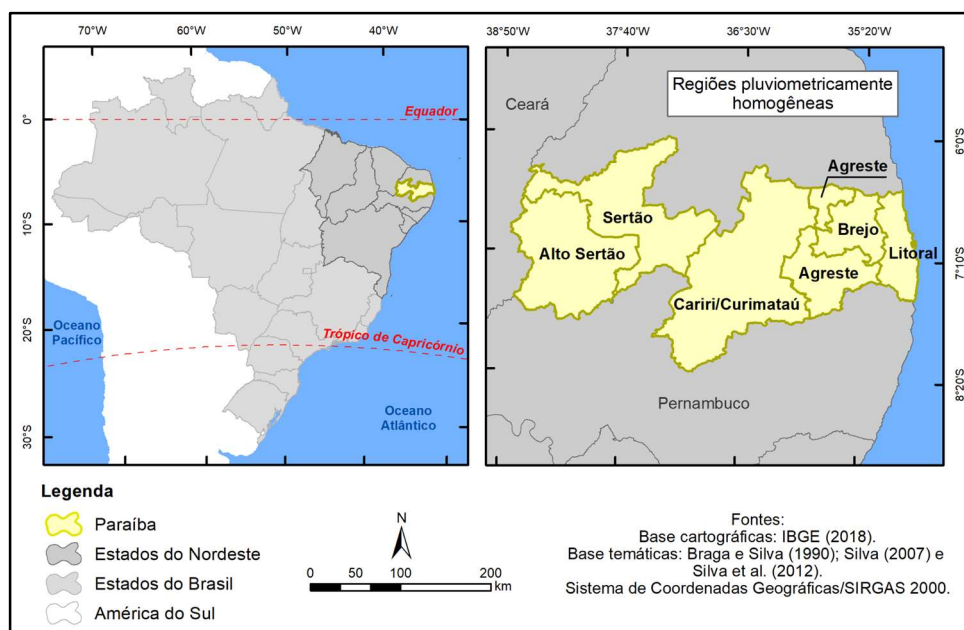 70°W
60°W
50°W
40°W
0°
10°S
20°S
30°S
Equador
Trópico de Capricórnio
Oceano
Pacífico
Oceano
Atlântico
38°50'W
37°40'W
36°30'W
35°20'W
6°0'S
7°10'S
8°20'S
Regiões pluviometricamente
homogêneas
Ceará
Agreste
Sertão
Brejo
Alto Sertão
Litoral
Agreste
Cariri/Curimataú
Pernambuco
Legenda
Paraíba
Estados do Nordeste
Estados do Brasil
América do Sul
N
0
50
100
200
km
Fontes:
Base cartográficas: IBGE (2018).
Base temáticas: Braga e Silva (1990); Silva (2007) e
Silva et al. (2012).
Sistema de Coordenadas Geográficas/SIRGAS 2000.